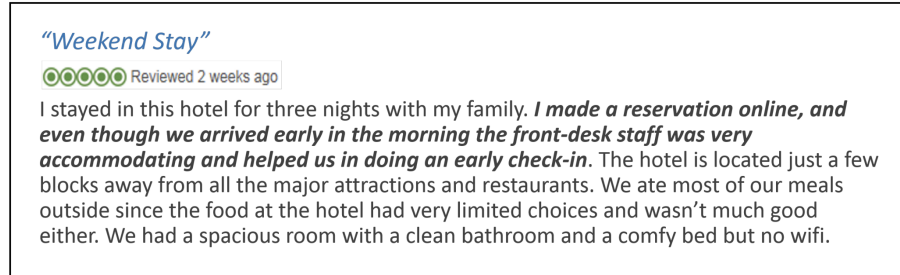 “Weekend Stay”
Reviewed 2 weeks ago
I stayed in this hotel for three nights with my family. I made a reservation online, and
even though we arrived early in the morning the front-desk staff was very
accommodating and helped us in doing an early check-in. The hotel is located just a few
blocks away from all the major attractions and restaurants. We ate most of our meals
outside since the food at the hotel had very limited choices and wasn’t much good
either. We had a spacious room with a clean bathroom and a comfy bed but no wifi.